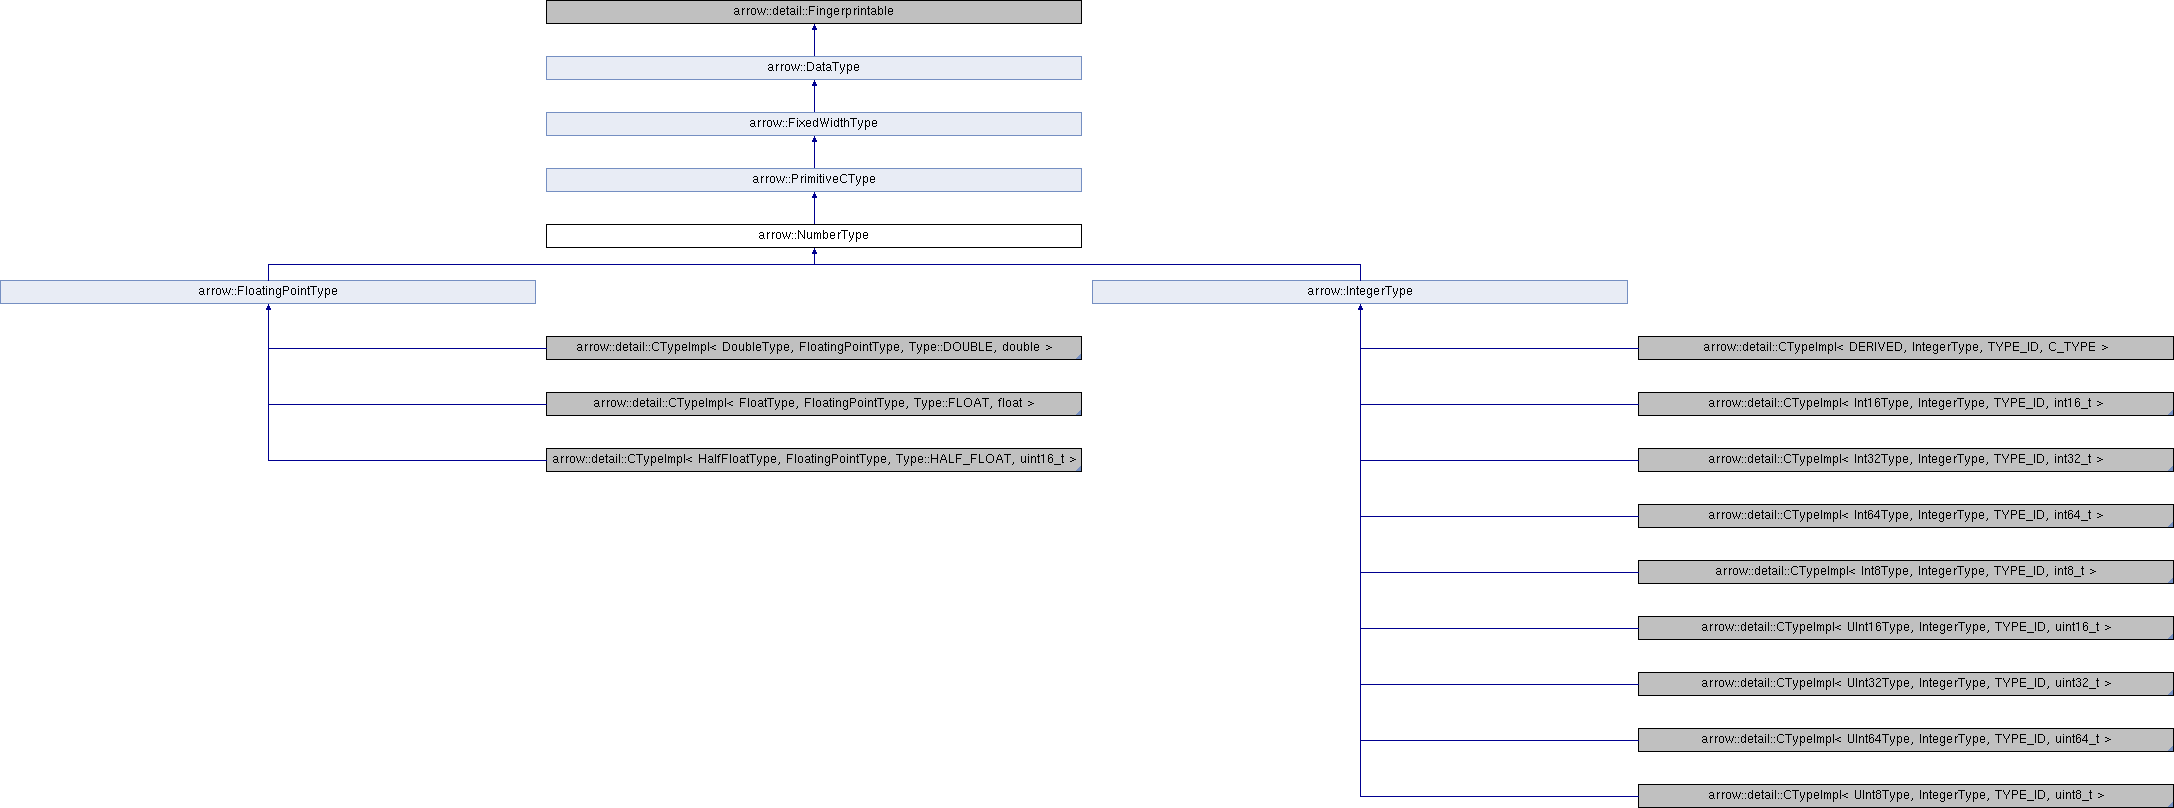 arrow::detail::Fingerprintable
arrow::DataType
arrow::FixedWidthType
arrow::PrimitiveCType
arrow::NumberType
arrow::FloatingPointType
arrow::IntegerType
arrow::detail::CTypeImpl< DoubleType, FloatingPointType, Type::DOUBLE, double >
arrow::detail::CTypeImpl< DERIVED, IntegerType, TYPE_ID, C_TYPE >
arrow::detail::CTypeImpl< FloatType, FloatingPointType, Type::FLOAT, float >
arrow::detail::CTypeImpl< Int16Type, IntegerType, TYPE_ID, int16_t >
arrow::detail::CTypeImpl< HalfFloatType, FloatingPointType, Type::HALF_FLOAT, uint16_t >
arrow::detail::CTypeImpl< Int32Type, IntegerType, TYPE_ID, int32_t >
arrow::detail::CTypeImpl< Int64Type, IntegerType, TYPE_ID, int64_t >
arrow::detail::CTypeImpl< Int8Type, IntegerType, TYPE_ID, int8_t >
arrow::detail::CTypeImpl< UInt16Type, IntegerType, TYPE_ID, uint16_t >
arrow::detail::CTypeImpl< UInt32Type, IntegerType, TYPE_ID, uint32_t >
arrow::detail::CTypeImpl< UInt64Type, IntegerType, TYPE_ID, uint64_t >
arrow::detail::CTypeImpl< UInt8Type, IntegerType, TYPE_ID, uint8_t >